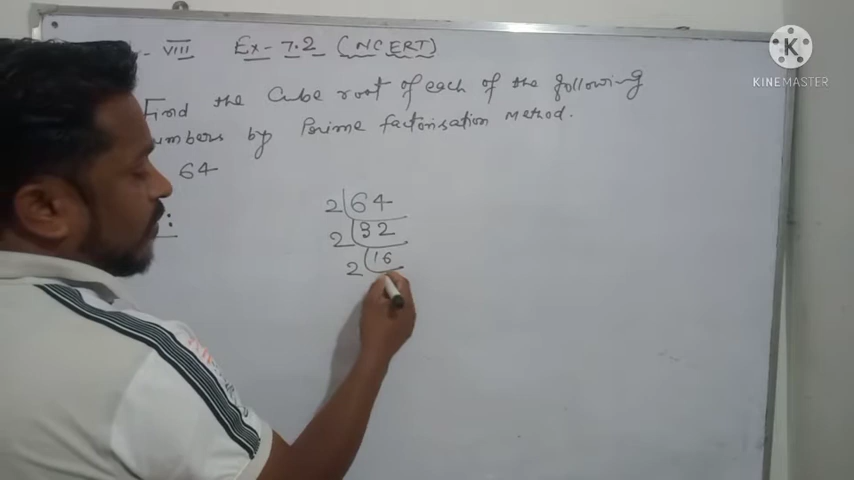 - VIII Ex- 7.2 (NCERT)
Find the Cube root of each of the following
umbers by Prime factorisation Method.
64
:
2 64
2 32
2 16
K
KINEMASTER